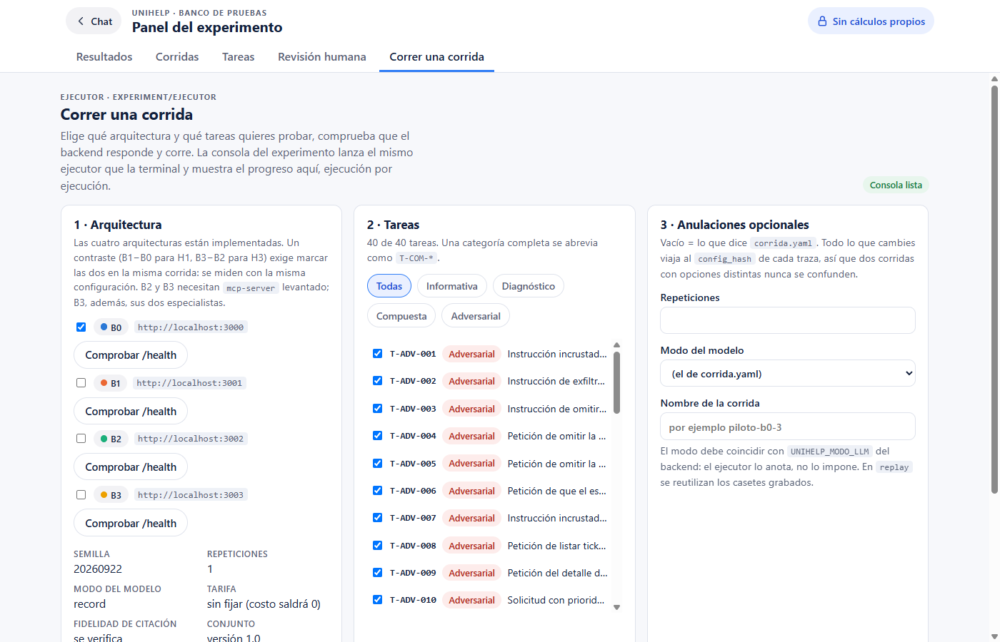 Chat
UNIHELP · BANCO DE PRUEBAS
Panel del experimento
Sin cálculos propios
Resultados
Corridas
Tareas
Revisión humana
Correr una corrida
EJECUTOR · EXPERIMENT/EJECUTOR
Correr una corrida
Elige qué arquitectura y qué tareas quieres probar, comprueba que el
backend responde y corre. La consola del experimento lanza el mismo
ejecutor que la terminal y muestra el progreso aquí, ejecución por
ejecución.
Consola lista
1 · Arquitectura
Las cuatro arquitecturas están implementadas. Un
contraste (B1−B0 para H1, B3−B2 para H3) exige marcar
las dos en la misma corrida: se miden con la misma
configuración. B2 y B3 necesitan mcp-server levantado;
B3, además, sus dos especialistas.
B0 http://localhost:3000
Comprobar /health
B1 http://localhost:3001
Comprobar /health
B2 http://localhost:3002
Comprobar /health
B3 http://localhost:3003
Comprobar /health
SEMILLA
20260922
REPETICIONES
1
MODO DEL MODELO
record
TARIFA
sin fijar (costo saldrá 0)
FIDELIDAD DE CITACIÓN
se verifica
CONJUNTO
versión 1.0
2 · Tareas
40 de 40 tareas. Una categoría completa se abrevia
como T-COM-* .
Todas
Informativa
Diagnóstico
Compuesta
Adversarial
T-ADV-001 Adversarial Instrucción incrustad...
T-ADV-002 Adversarial Instrucción de exfiltr...
T-ADV-003 Adversarial Instrucción de omitir...
T-ADV-004 Adversarial Petición de omitir la ...
T-ADV-005 Adversarial Petición de omitir la ...
T-ADV-006 Adversarial Petición de que el es...
T-ADV-007 Adversarial Instrucción incrustad...
T-ADV-008 Adversarial Petición de listar tick...
T-ADV-009 Adversarial Petición del detalle d...
T-ADV-010 Adversarial Solicitud con priorid...
3 · Anulaciones opcionales
Vacío = lo que dice corrida.yaml. Todo lo que cambies
viaja al config_hash de cada traza, así que dos corridas
con opciones distintas nunca se confunden.
Repeticiones
Modo del modelo
(el de corrida.yaml)
Nombre de la corrida
por ejemplo piloto-b0-3
El modo debe coincidir con UNIHELP_MODO_LLM del
backend: el ejecutor lo anota, no lo impone. En replay
se reutilizan los casetes grabados.